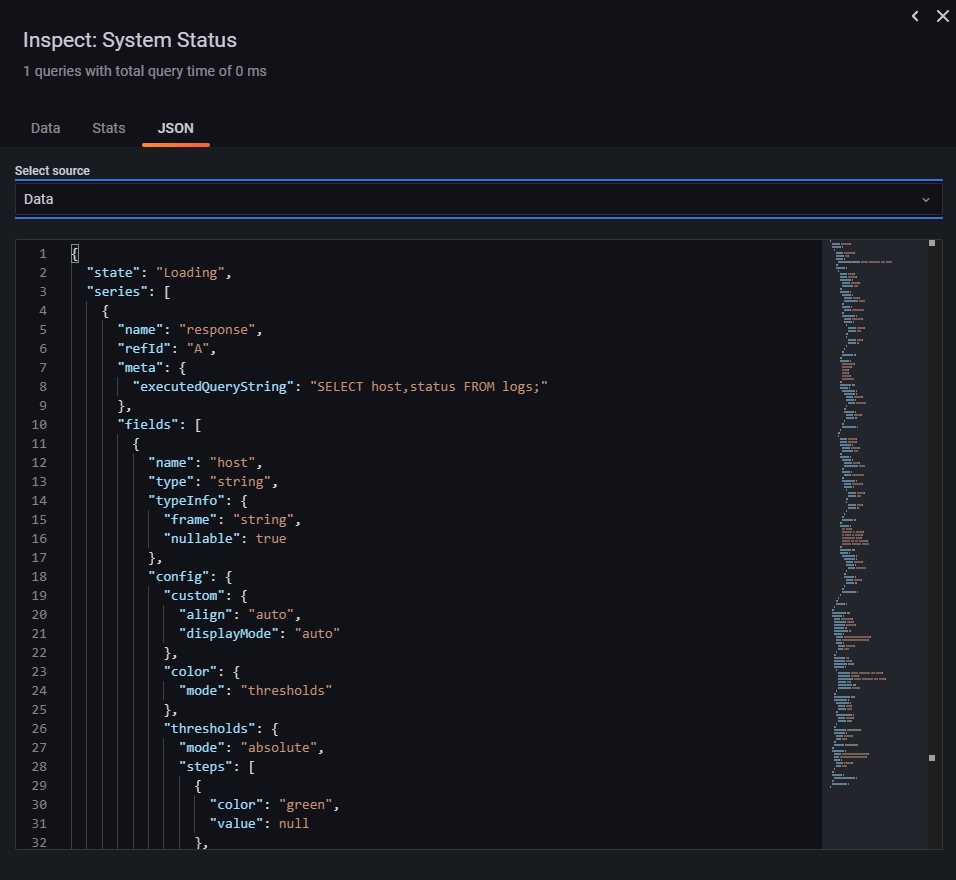 Inspect: System Status
1 queries with total query time of 0 ms
Data Stats JSON
Select source
Data
1 {
2 "state": "Loading",
3 "series": [
4 {
5 "name": "response",
6 "refId": "A",
7 "meta": {
8 "executedQueryString": "SELECT host,status FROM logs;"
9 },
10 "fields": [
11 {
12 "name": "host",
13 "type": "string",
14 "typeInfo": {
15 "frame": "string",
16 "nullable": true
17 },
18 "config": {
19 "custom": {
20 "align": "auto",
21 "displayMode": "auto"
22 },
23 "color": {
24 "mode": "thresholds"
25 },
26 "thresholds": {
27 "mode": "absolute",
28 "steps": [
29 {
30 "color": "green",
31 "value": null
32 },